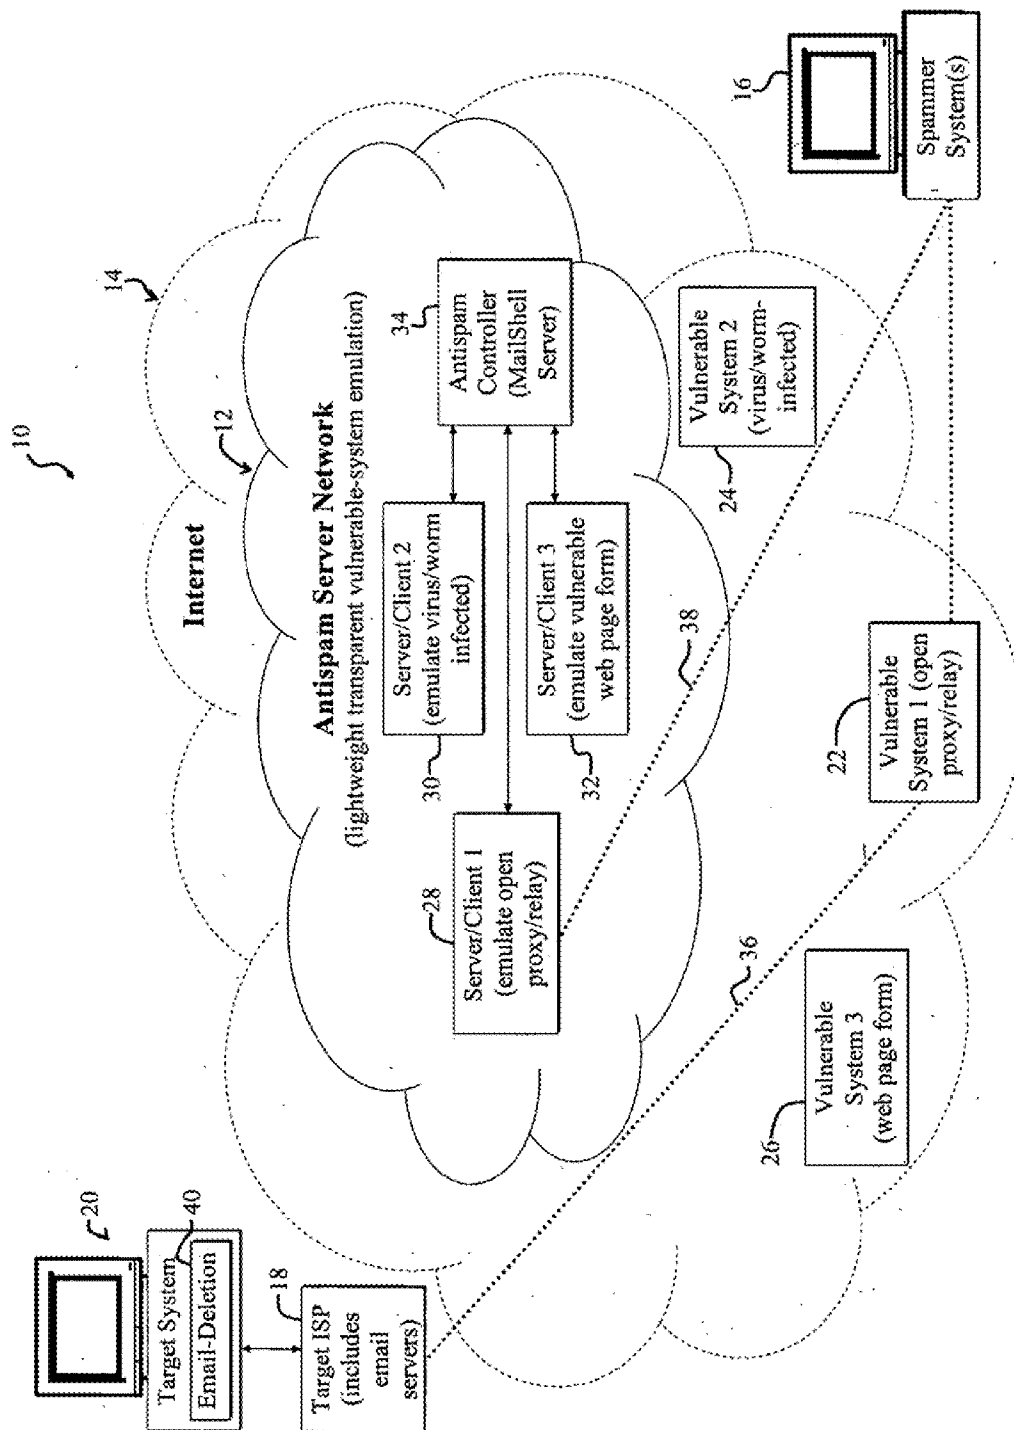 10
14
Internet
12
Antispam Server Network
(lightweight transparent vulnerable-system emulation)
20
Target System
40
Email-Deletion
18
Target ISP
(includes
email
servers)
30
Server/Client 2
(emulate virus/worm
infected)
34
Antispam
Controller
(MailShell
Server)
28
Server/Client 1
(emulate open
proxy/relay)
32
Server/Client 3
(emulate vulnerable
web page form)
24
Vulnerable
System 2
(virus/worm-
infected)
38
36
26
Vulnerable
System 3
(web page form)
22
Vulnerable
System 1 (open
proxy/relay)
16
Spammer
System(s)